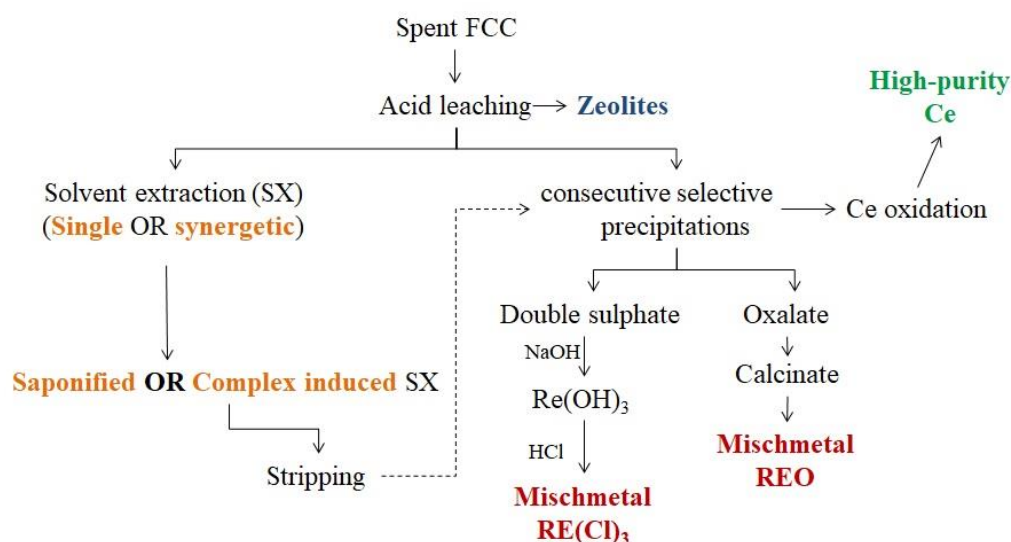 Spent FCC
Acid leaching
Zeolites
High-purity
Ce
Solvent extraction (SX)
(Single OR synergetic)
consecutive selective
precipitations
Ce oxidation
Saponified OR Complex induced SX
Stripping
Double sulphate
NaOH
Re(OH)₃
HCl
Mischmetal
RE(Cl)₃
Oxalate
Calcinate
Mischmetal
REO